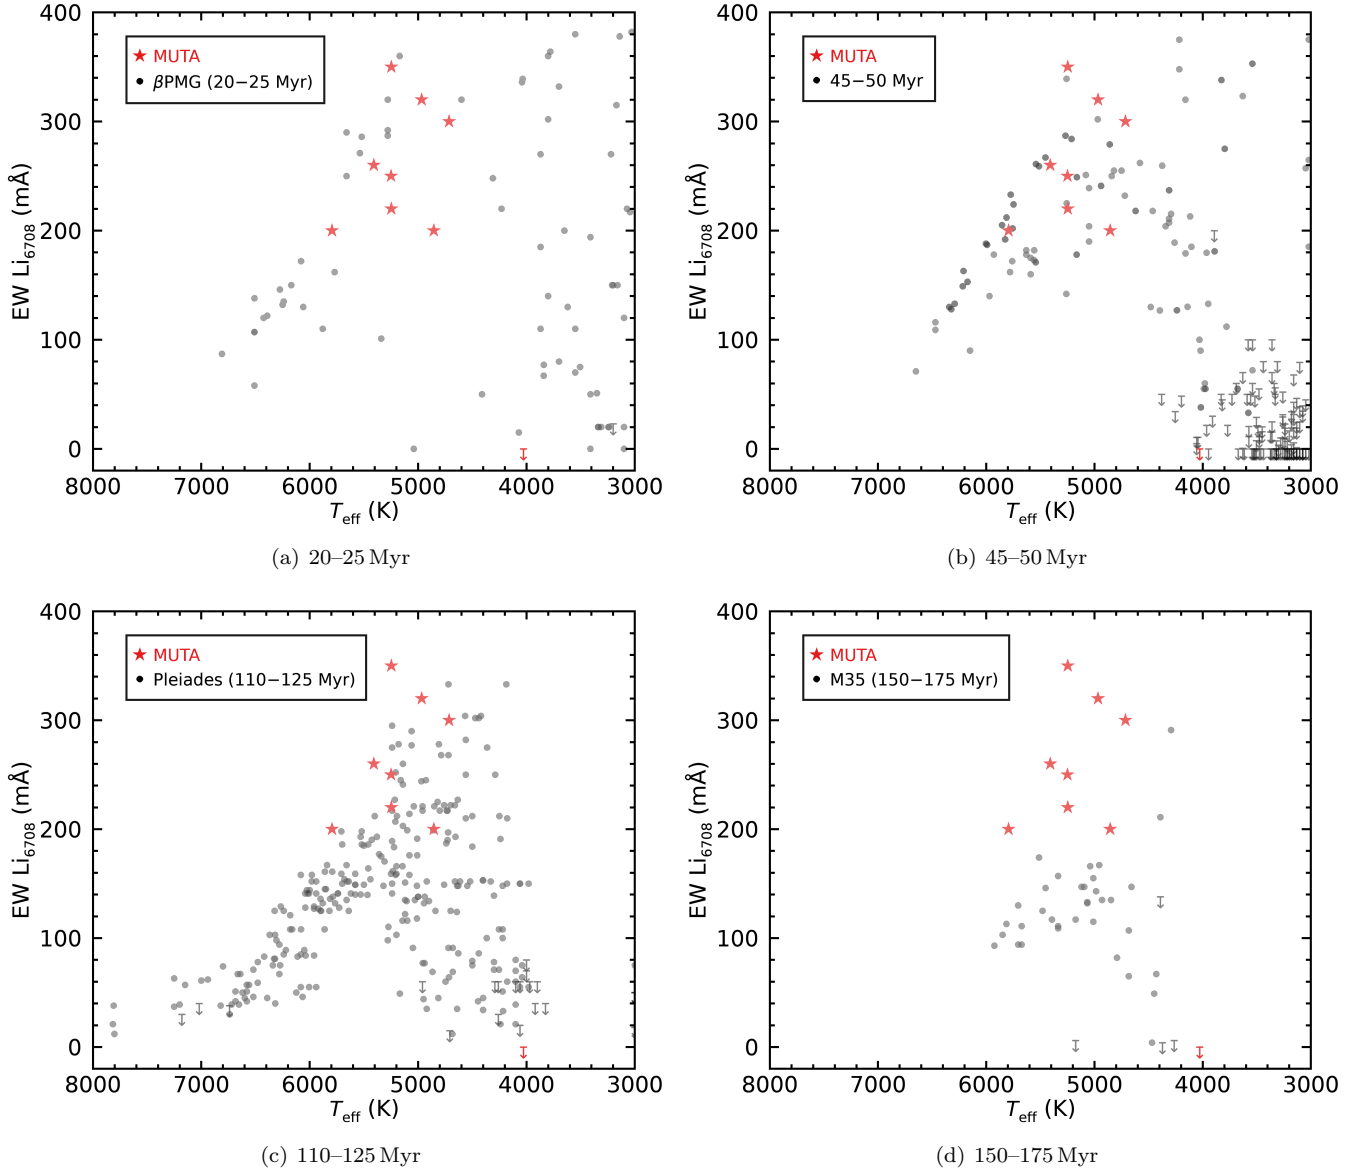 400
300
200
100
0
EW Li6708 (mÅ)
MUTA
βPMG (20−25 Myr)
8000 7000 6000 5000 4000 3000
Teff (K)
(a) 20–25 Myr
400
300
200
100
0
EW Li6708 (mÅ)
MUTA
45−50 Myr
8000 7000 6000 5000 4000 3000
Teff (K)
(b) 45–50 Myr
400
300
200
100
0
EW Li6708 (mÅ)
MUTA
Pleiades (110−125 Myr)
8000 7000 6000 5000 4000 3000
Teff (K)
(c) 110–125 Myr
400
300
200
100
0
EW Li6708 (mÅ)
MUTA
M35 (150−175 Myr)
8000 7000 6000 5000 4000 3000
Teff (K)
(d) 150–175 Myr